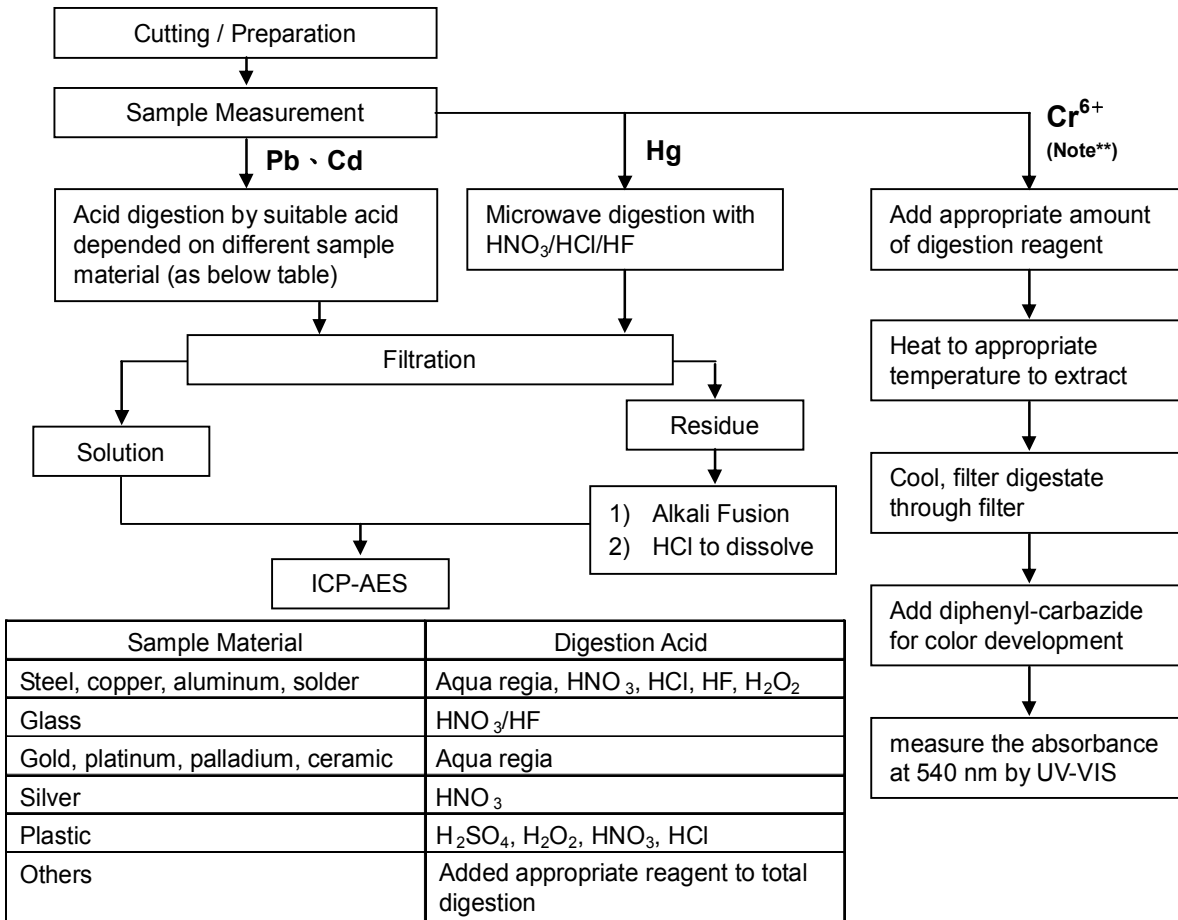 Cutting / Preparation
Sample Measurement
Pb、Cd
Hg
Cr⁶⁺
(Note**)
Acid digestion by suitable acid
depended on different sample
material (as below table)
Microwave digestion with
HNO₃/HCl/HF
Add appropriate amount
of digestion reagent
Filtration
Heat to appropriate
temperature to extract
Solution
Residue
Cool, filter digestate
through filter
1) Alkali Fusion
2) HCl to dissolve
ICP-AES
Add diphenyl-carbazide
for color development
measure the absorbance
at 540 nm by UV-VIS
Sample Material Digestion Acid
Steel, copper, aluminum, solder Aqua regia, HNO₃, HCl, HF, H₂O₂
Glass HNO₃/HF
Gold, platinum, palladium, ceramic Aqua regia
Silver HNO₃
Plastic H₂SO₄, H₂O₂, HNO₃, HCl
Others Added appropriate reagent to total
digestion